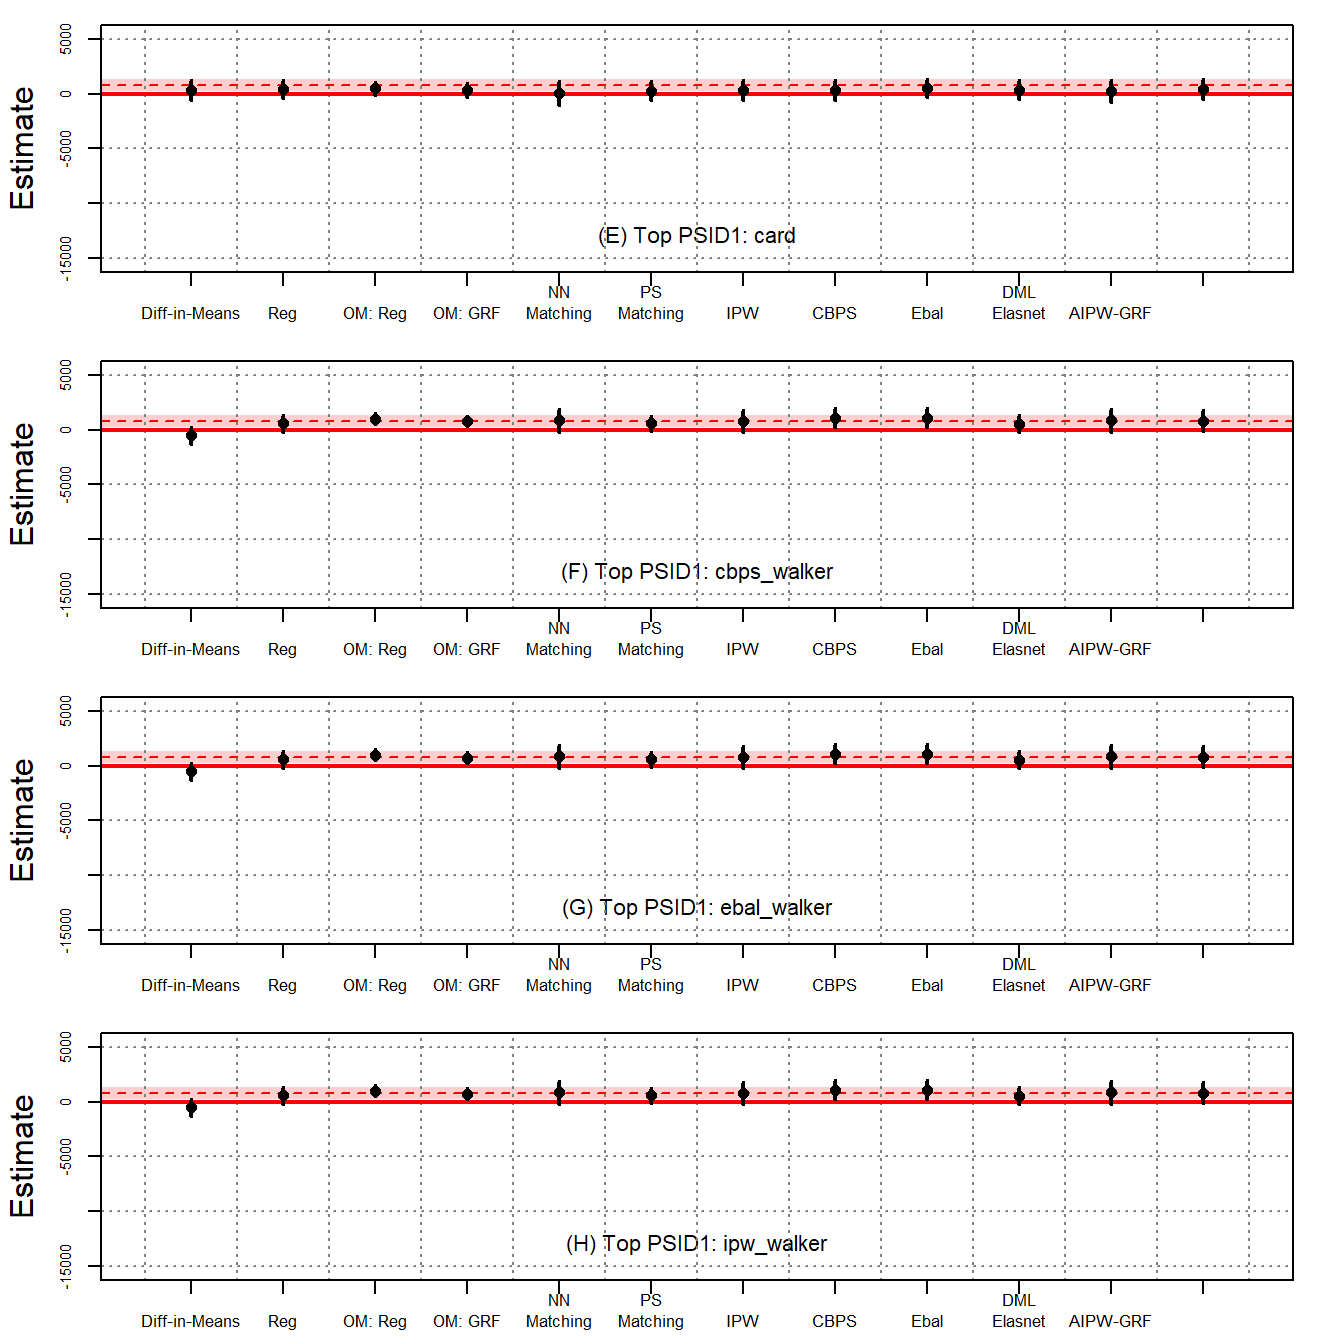 Estimate
5000
0
-5000
-15000
(E) Top PSID1: card
Diff-in-Means Reg OM: Reg OM: GRF NN Matching PS Matching IPW CBPS Ebal DML Elasnet AIPW-GRF
Estimate
5000
0
-5000
-15000
(F) Top PSID1: cbps_walker
Diff-in-Means Reg OM: Reg OM: GRF NN Matching PS Matching IPW CBPS Ebal DML Elasnet AIPW-GRF
Estimate
5000
0
-5000
-15000
(G) Top PSID1: ebal_walker
Diff-in-Means Reg OM: Reg OM: GRF NN Matching PS Matching IPW CBPS Ebal DML Elasnet AIPW-GRF
Estimate
5000
0
-5000
-15000
(H) Top PSID1: ipw_walker
Diff-in-Means Reg OM: Reg OM: GRF NN Matching PS Matching IPW CBPS Ebal DML Elasnet AIPW-GRF